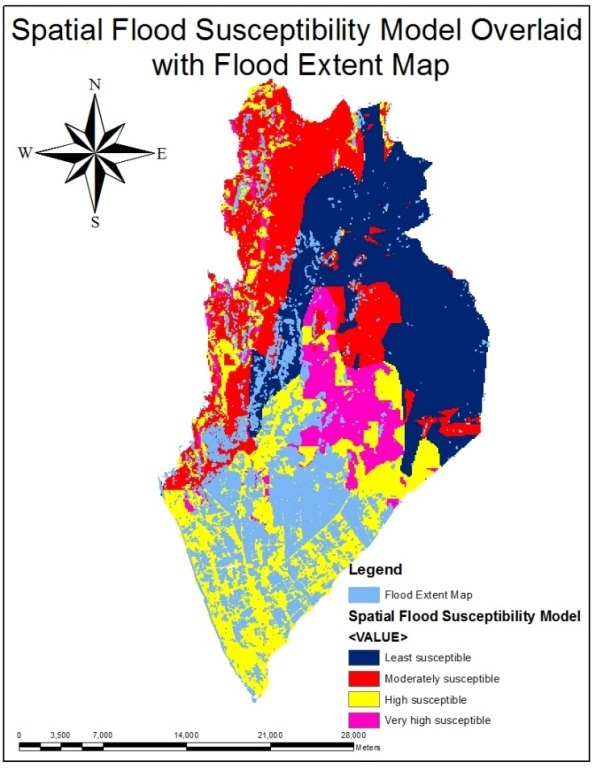 Spatial Flood Susceptibility Model Overlaid
with Flood Extent Map
N
W
E
S
Legend
Flood Extent Map
Spatial Flood Susceptibility Model
<VALUE>
Least susceptible
Moderately susceptible
High susceptible
Very high susceptible
0 3,500 7,000 14,000 21,000 28,000
Meters